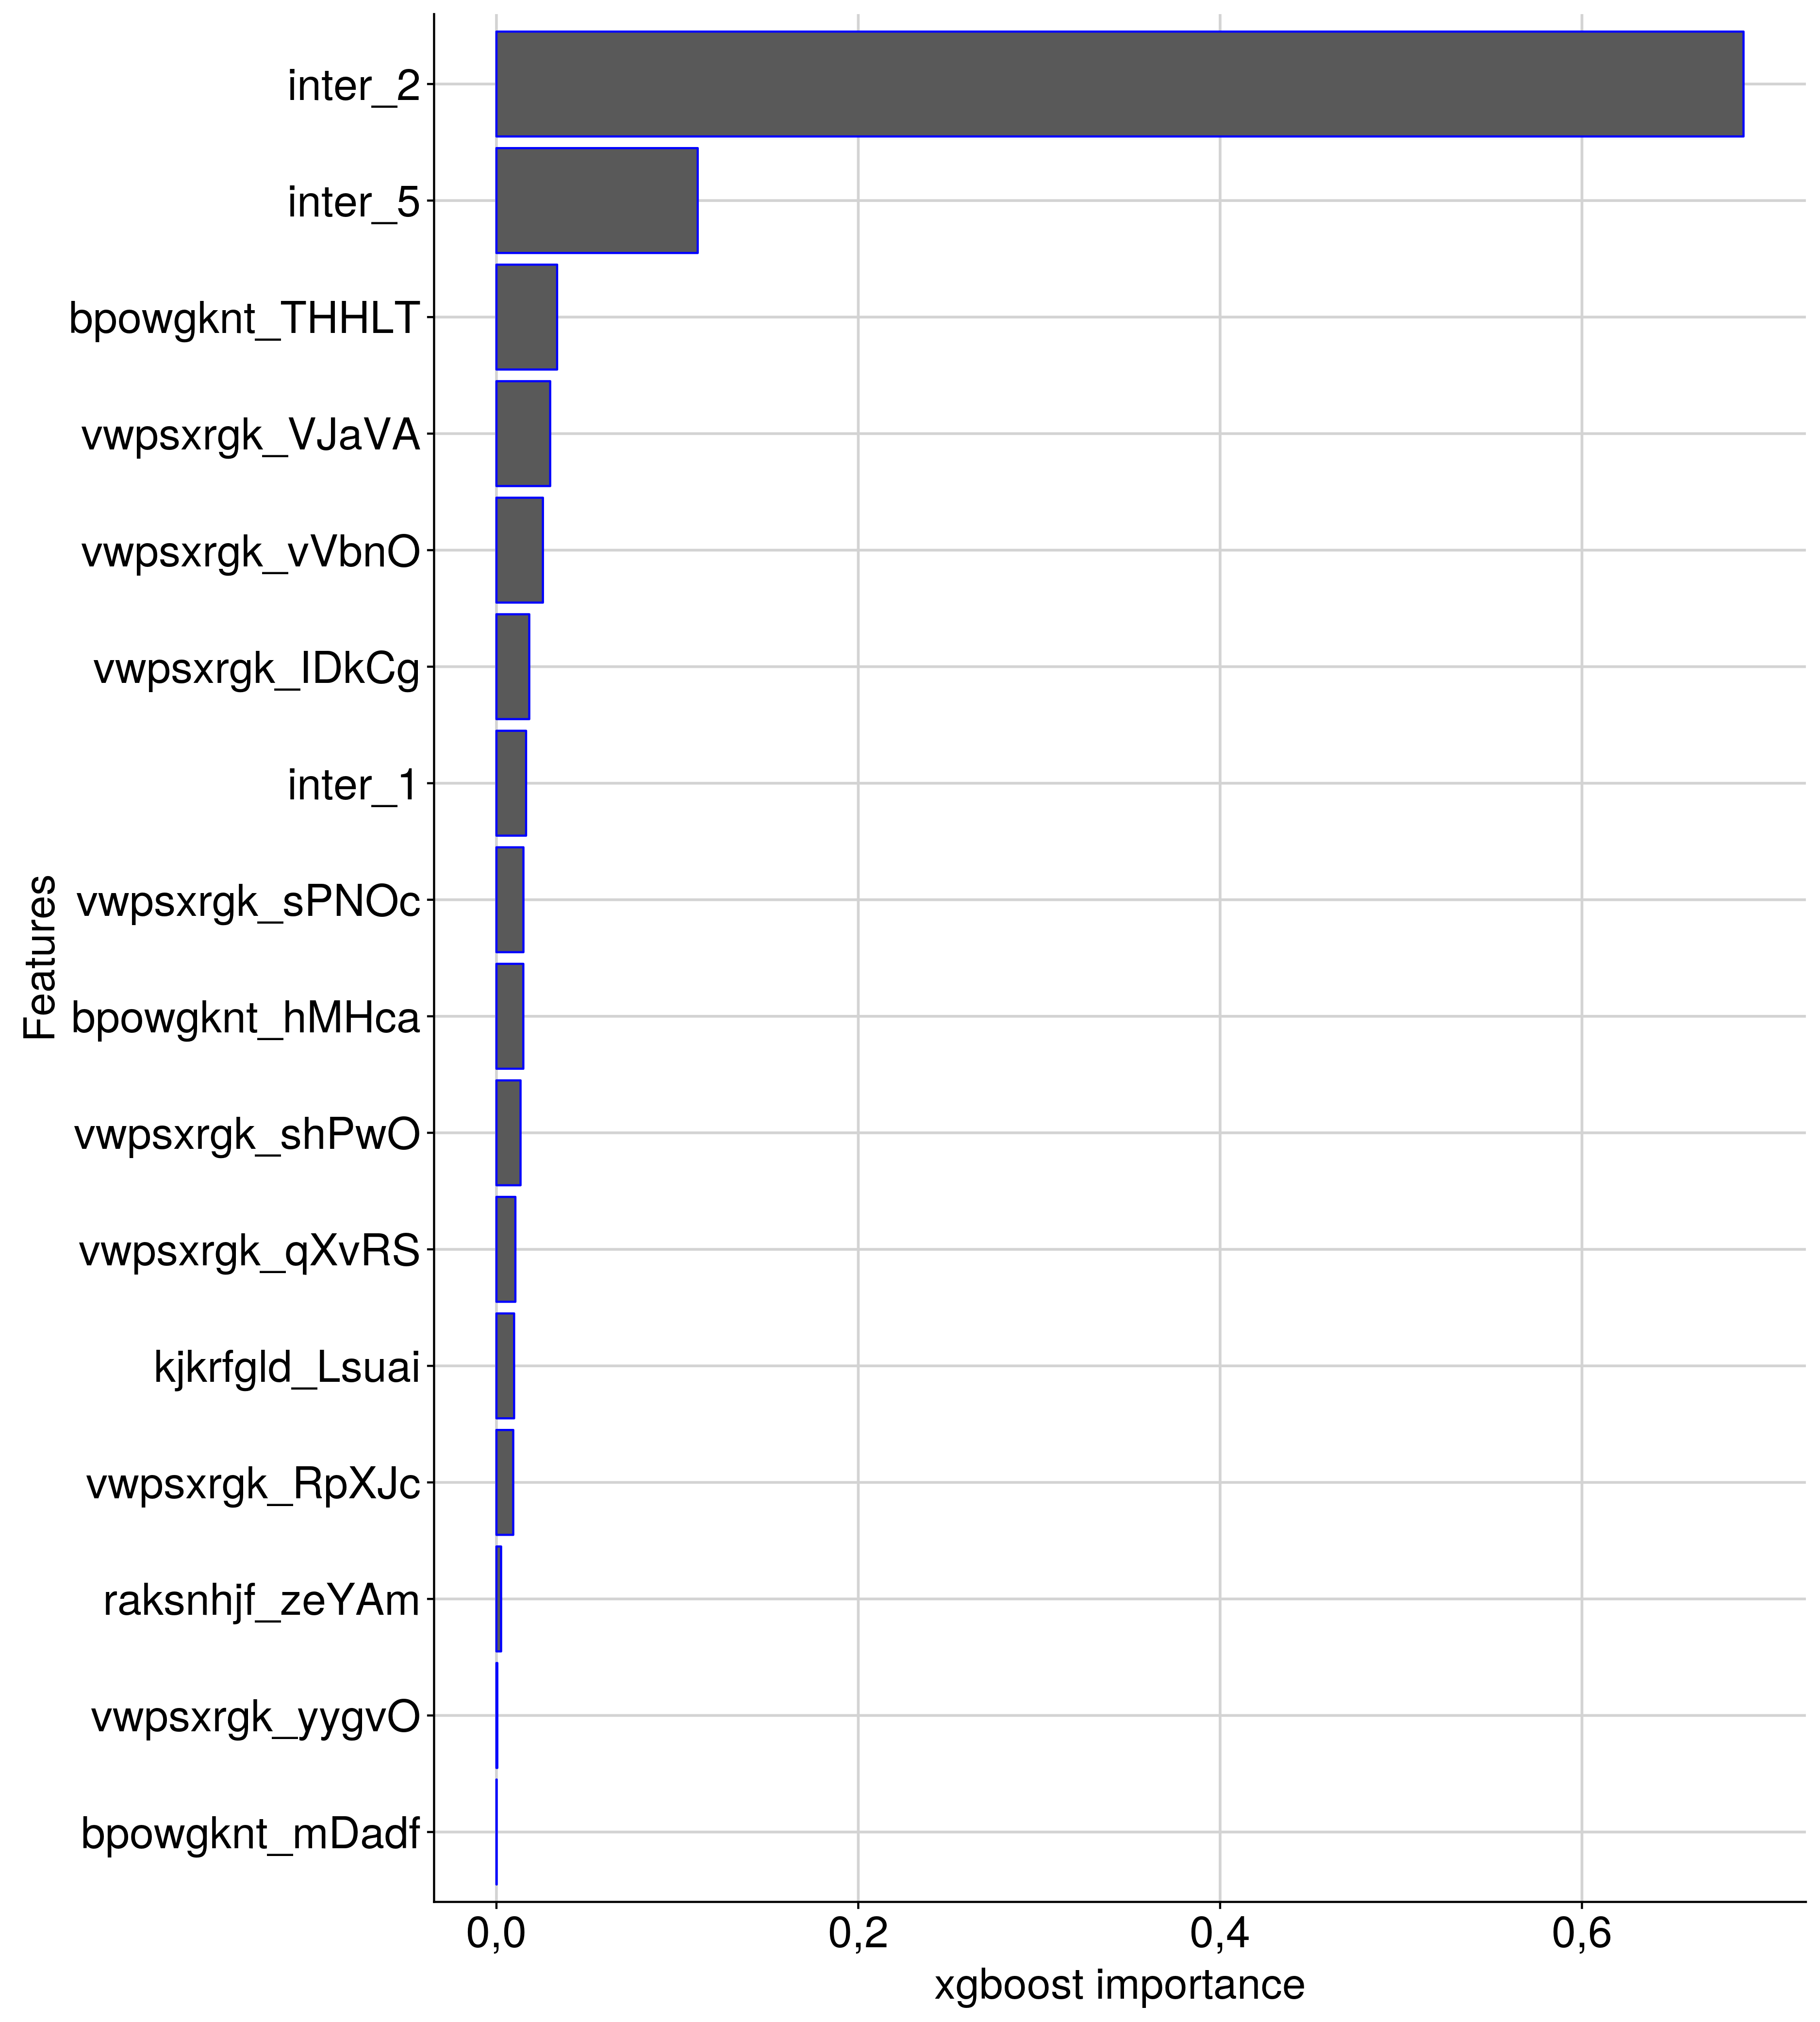 inter_2
inter_5
bpowgknt_THHLT
vwpsxrgk_VJaVA
vwpsxrgk_vVbnO
vwpsxrgk_IDkCg
inter_1
vwpsxrgk_sPNOc
bpowgknt_hMHca
vwpsxrgk_shPwO
vwpsxrgk_qXvRS
kjkrfgld_Lsuai
vwpsxrgk_RpXJc
raksnhjf_zeYAm
vwpsxrgk_yygvO
bpowgknt_mDadf
Features
0,0 0,2 0,4 0,6
xgboost importance